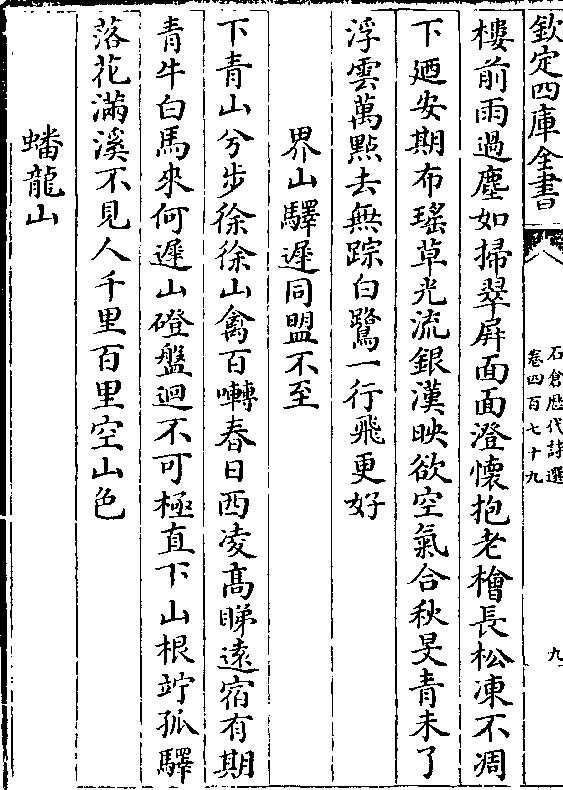 欽定四庫全書
石倉歷代詩選
卷四百七十九
九
樓前雨過塵如掃翠屏面面澄懷抱老檜長松凍不凋
下廼安期布瑤草光流銀漢映欲空氣合秋旻青未了
浮雲萬點去無踪白鷺一行飛更好
界山驛遲同盟不至
下青山兮步徐徐山禽百囀春日西凌髙睇遠宿有期
青牛白馬來何遲山磴盤迴不可極直下山根竚孤驛
落花滿溪不見人千里百里空山色
蟠龍山